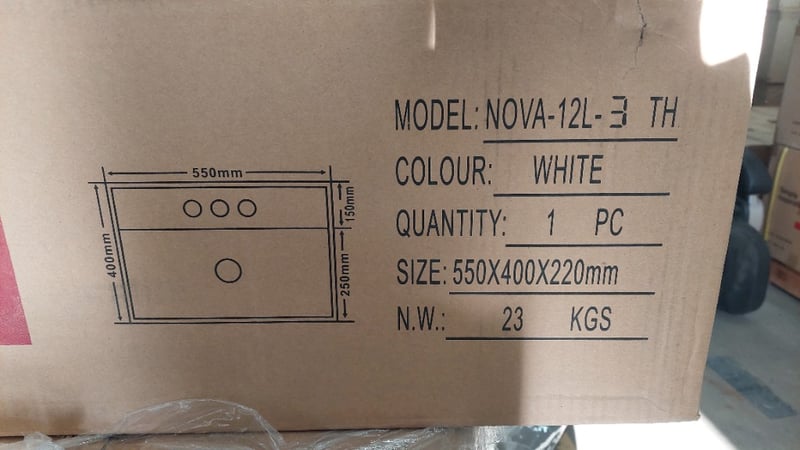 MODEL: NOVA-12L-3 TH
COLOUR: WHITE
QUANTITY: 1 PC
SIZE: 550X400X220mm
N.W.: 23 KGS
550mm
400mm
150mm
250mm